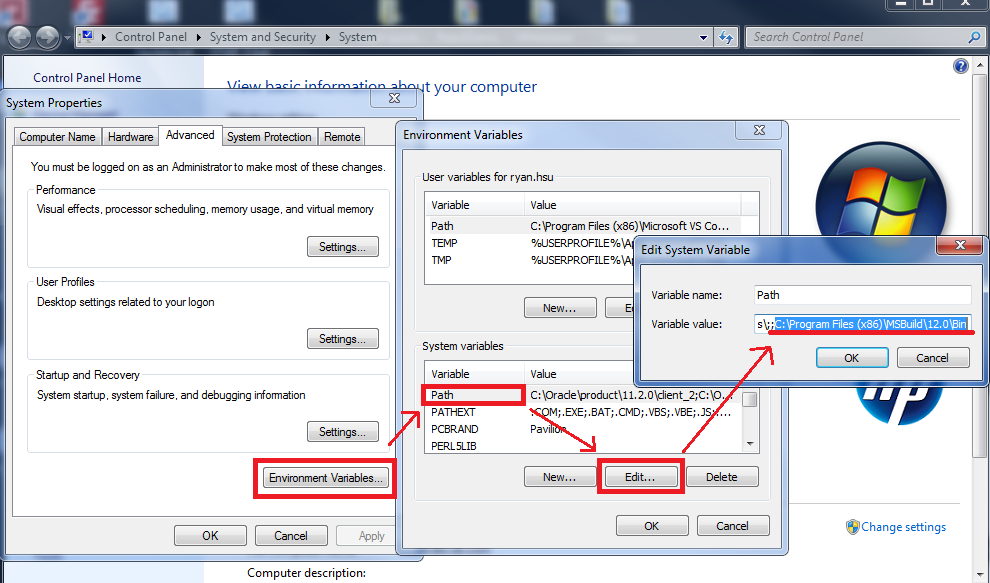 Control Panel
System and Security
System
Search Control Panel
Control Panel Home
View basic information about your computer
System Properties
Computer Name
Hardware
Advanced
System Protection
Remote
You must be logged on as an Administrator to make most of these changes.
Performance
Visual effects, processor scheduling, memory usage, and virtual memory
Settings...
User Profiles
Desktop settings related to your logon
Settings...
Startup and Recovery
System startup, system failure, and debugging information
Settings...
Environment Variables...
OK
Cancel
Apply
Environment Variables
User variables for ryan.hsu
Variable Value
Path C:\Program Files (x86)\Microsoft VS Co...
TEMP %USERPROFILE%\Ap
TMP %USERPROFILE%\Ap
New...
System variables
Variable Value
Path C:\Oracle\product\11.2.0\client_2;C:\O...
PATHEXT .COM;.EXE;.BAT;.CMD;.VBS;.VBE;.JS;....
PCBRAND Pavilion
PERL5LIB
New...
Edit...
Delete
OK
Cancel
Edit System Variable
Variable name: Path
Variable value: s\;;C:\Program Files (x86)\MSBuild\12.0\Bin
OK
Cancel
hp
Change settings
Computer description: